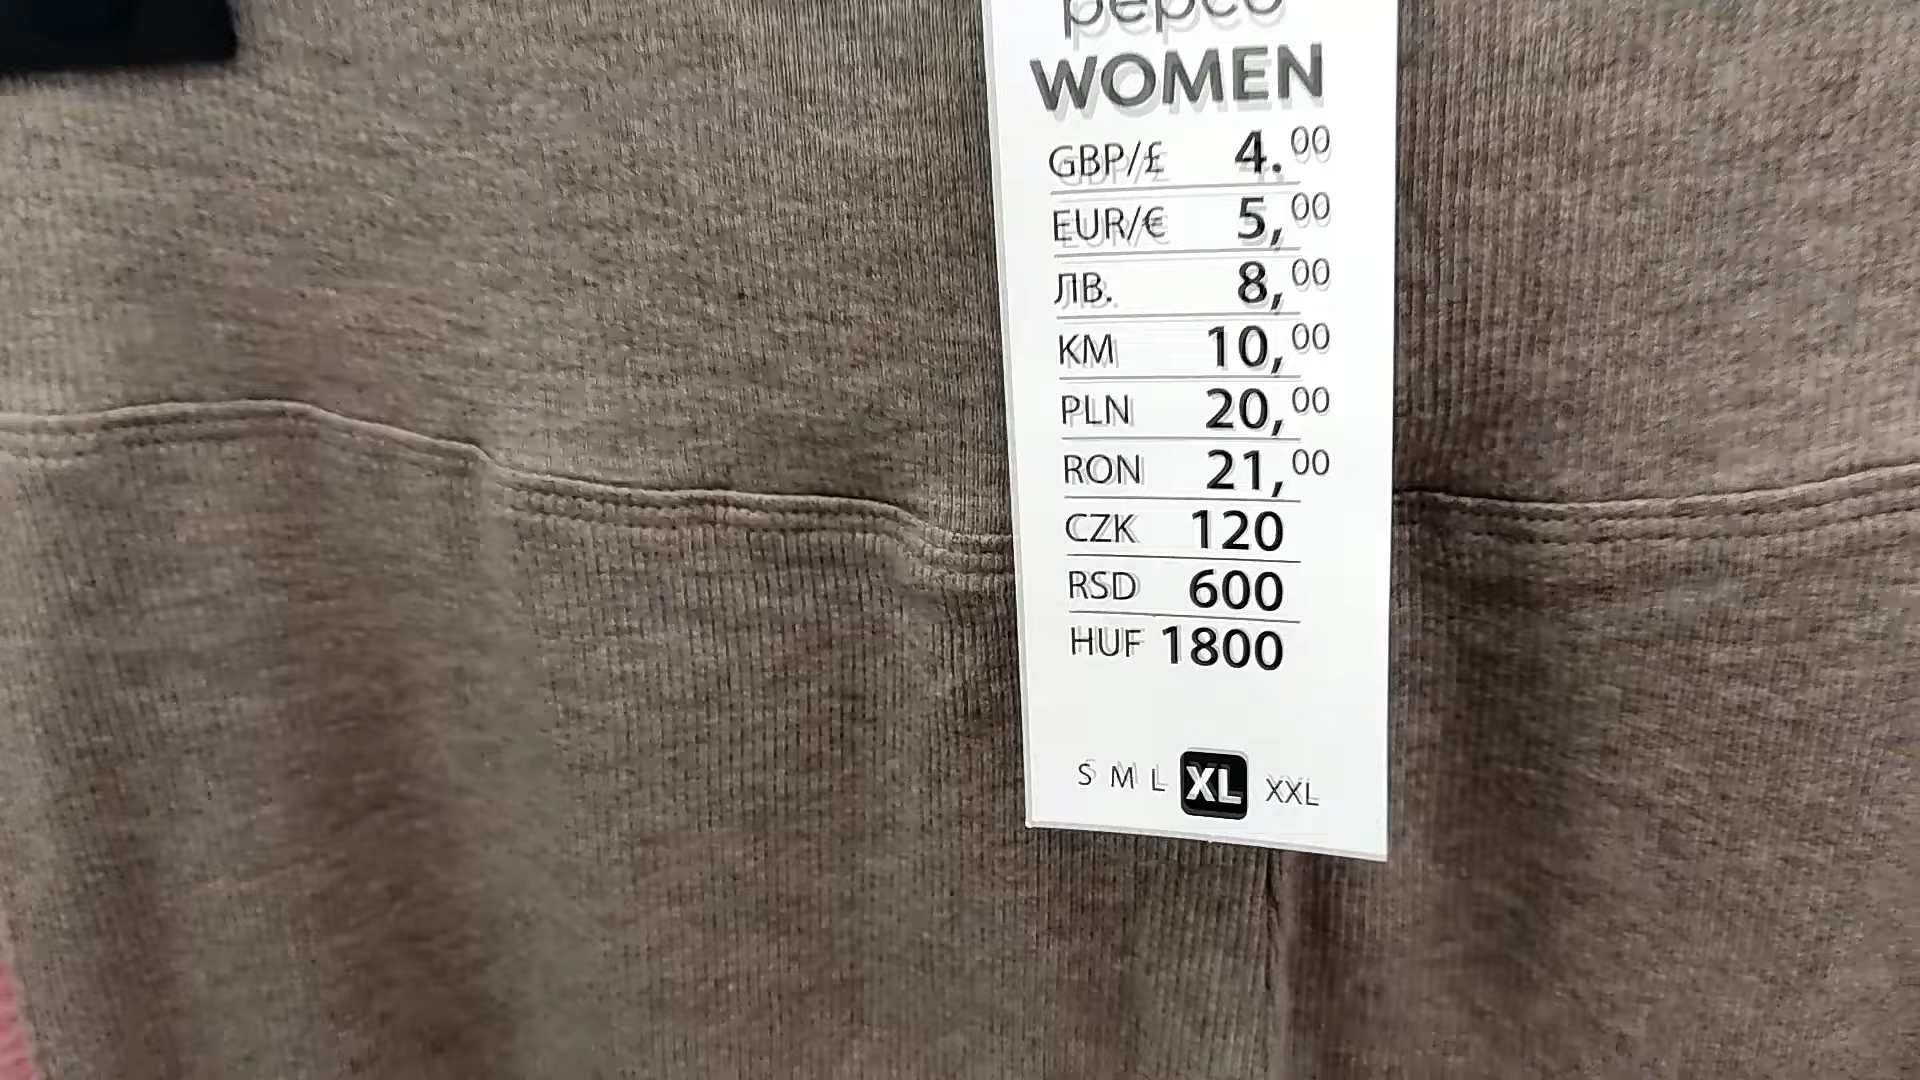 pepco
WOMEN
GBP/£ 4.00
EUR/€ 5,00
ЛВ. 8,00
KM 10,00
PLN 20,00
RON 21,00
CZK 120
RSD 600
HUF 1800
S M L XL XXL